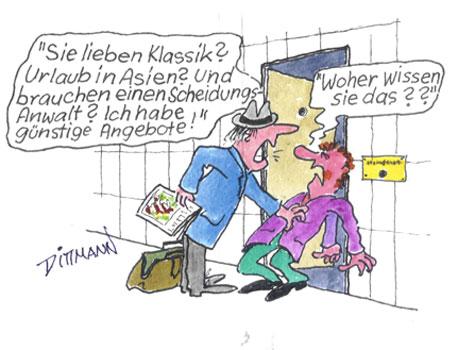 "Sie lieben Klassik?
Urlaub in Asien? Und
brauchen einen Scheidungs-
Anwalt? Ich habe
günstige Angebote!"
"Woher wissen
sie das??"
DiTTMANN